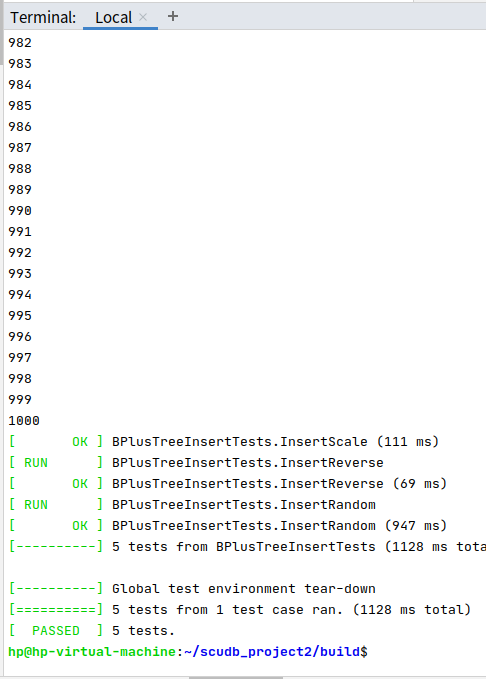 Terminal: Local × +
982
983
984
985
986
987
988
989
990
991
992
993
994
995
996
997
998
999
1000
[       OK ] BPlusTreeInsertTests.InsertScale (111 ms)
[ RUN      ] BPlusTreeInsertTests.InsertReverse
[       OK ] BPlusTreeInsertTests.InsertReverse (69 ms)
[ RUN      ] BPlusTreeInsertTests.InsertRandom
[       OK ] BPlusTreeInsertTests.InsertRandom (947 ms)
[----------] 5 tests from BPlusTreeInsertTests (1128 ms tota
[----------] Global test environment tear-down
[==========] 5 tests from 1 test case ran. (1128 ms total)
[  PASSED  ] 5 tests.
hp@hp-virtual-machine:~/scudb_project2/build$